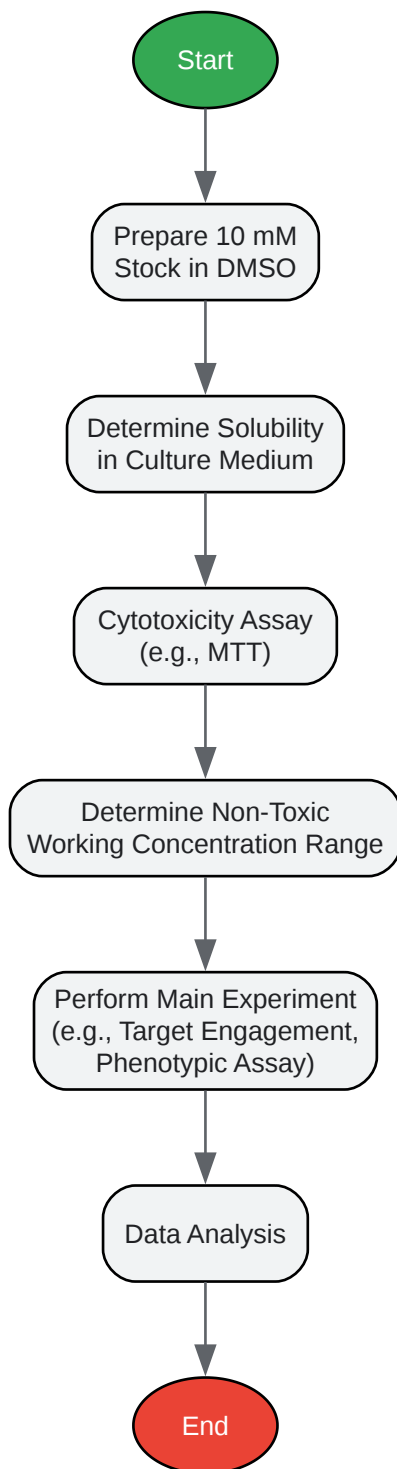 Start
Prepare 10 mM
Stock in DMSO
Determine Solubility
in Culture Medium
Cytotoxicity Assay
(e.g., MTT)
Determine Non-Toxic
Working Concentration Range
Perform Main Experiment
(e.g., Target Engagement,
Phenotypic Assay)
Data Analysis
End